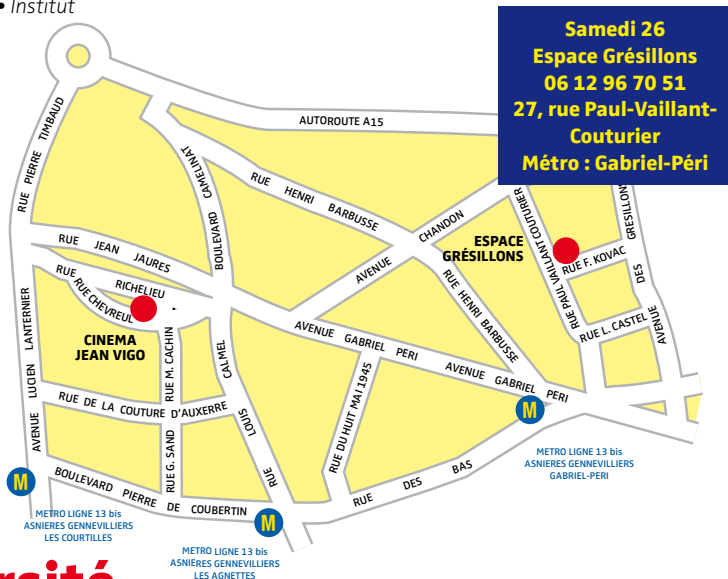 • Institut
Samedi 26
Espace Grésillons
06 12 96 70 51
27, rue Paul-Vaillant-
Couturier
Métro : Gabriel-Péri
AUTOROUTE A15
RUE PIERRE TIMBAUD
BOULEVARD CAMELINAT
RUE HENRI BARBUSSE
AVENUE CHANDON
RUE PAUL VAILLANT COUTURIER
ESPACE
GRÉSILLONS
RUE F. KOVAC
AVENUE DES GRESILLON
RUE L. CASTEL
RUE JEAN JAURES
RUE RICHELIEU
RUE CHEVREUL
CINEMA
JEAN VIGO
RUE M. CACHIN
RUE HENRI BARBUSSE
AVENUE GABRIEL PERI
AVENUE GABRIEL PERI
AVENUE LUCIEN LANTERNIER
RUE DE LA COUTURE D'AUXERRE
RUE LOUIS CALMEL
RUE DU HUIT MAI 1945
RUE G. SAND
BOULEVARD PIERRE DE COUBERTIN
RUE DES BAS
M
METRO LIGNE 13 bis
ASNIERES GENNEVILLIERS
GABRIEL-PERI
M
METRO LIGNE 13 bis
ASNIERES GENNEVILLIERS
LES COURTILLES
M
METRO LIGNE 13 bis
ASNIERES GENNEVILLIERS
LES AGNETTES
rsité